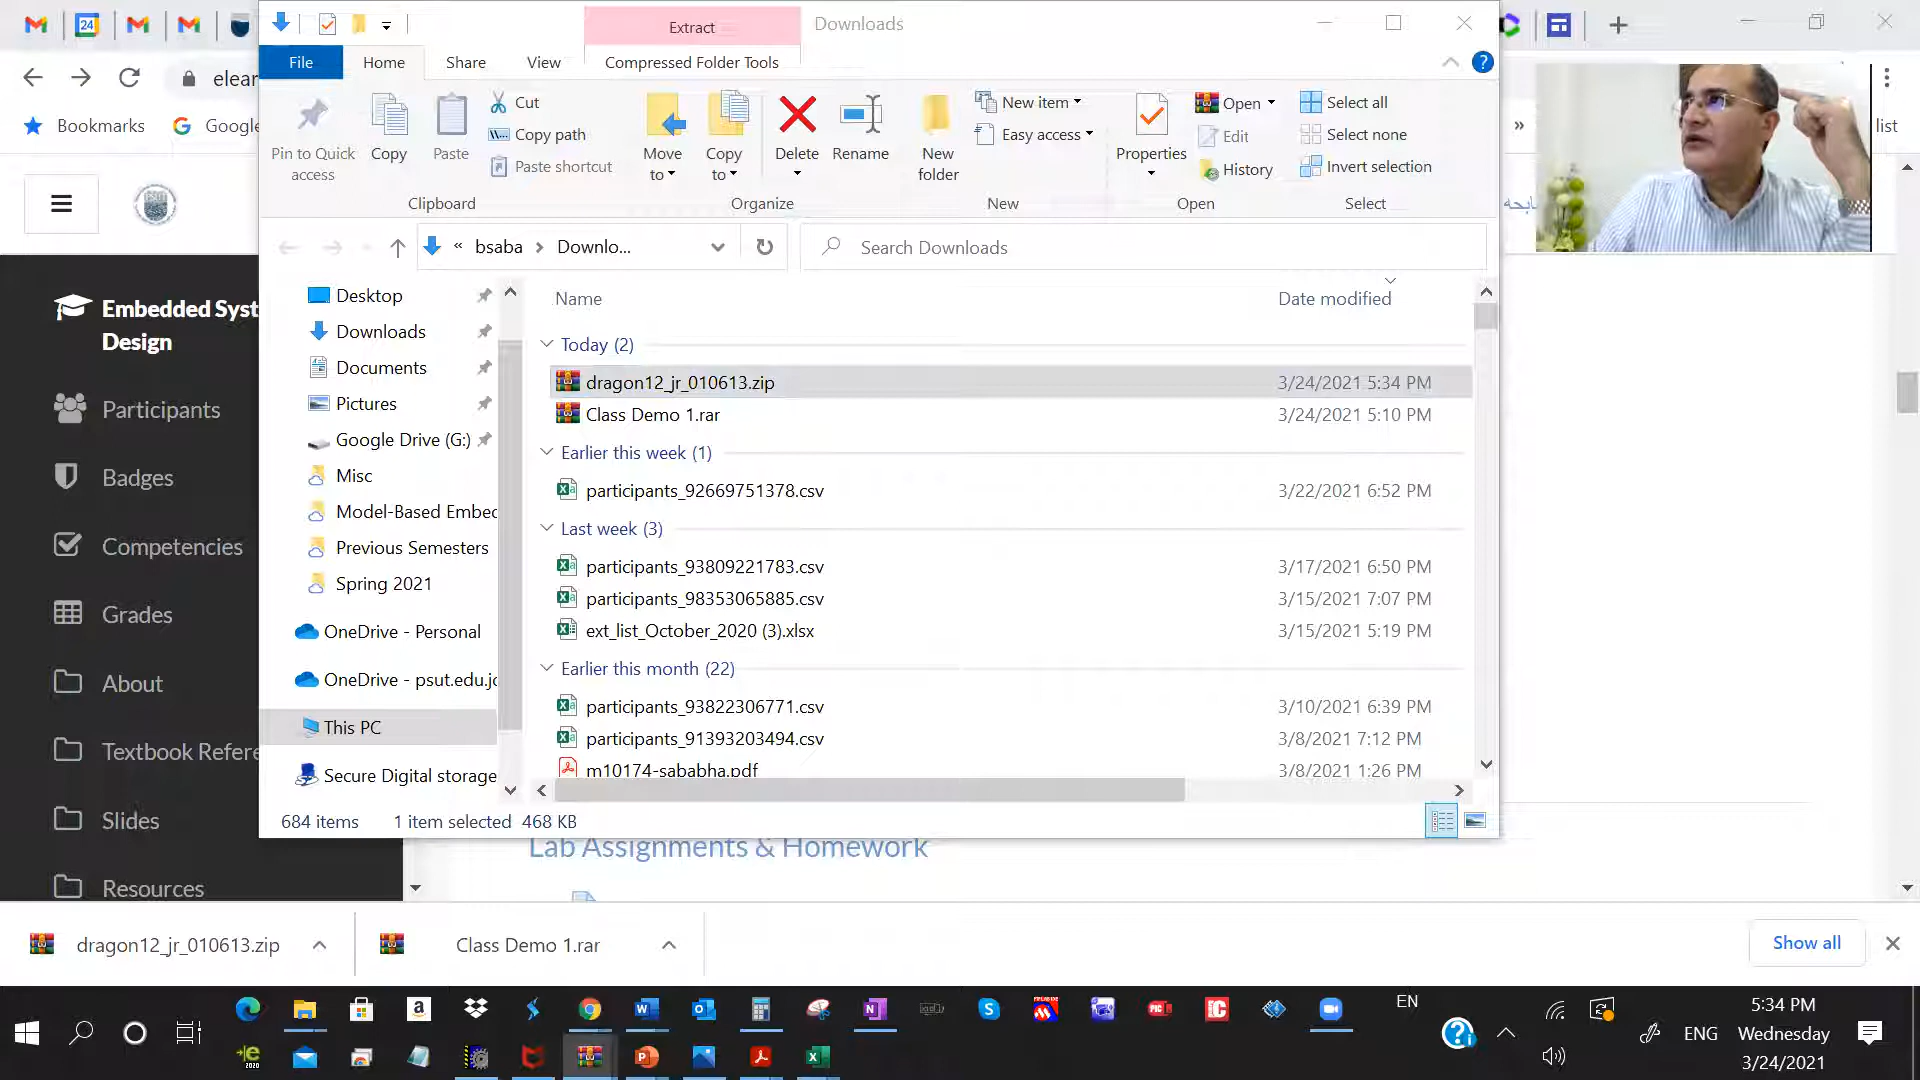 24
Extract
Downloads
File
Home
Share
View
Compressed Folder Tools
elear
Bookmarks
Google
list
Pin to Quick access
Copy
Paste
Cut
Copy path
Paste shortcut
Clipboard
Move to
Copy to
Delete
Rename
Organize
New folder
New item
Easy access
New
Properties
Open
Edit
History
Open
Select all
Select none
Invert selection
Select
« bsaba > Downlo...
Search Downloads
Embedded Syst
Design
Participants
Badges
Competencies
Grades
About
Textbook Refere
Slides
Resources
Desktop
Downloads
Documents
Pictures
Google Drive (G:)
Misc
Model-Based Embec
Previous Semesters
Spring 2021
OneDrive - Personal
OneDrive - psut.edu.jc
This PC
Secure Digital storage
Name Date modified
Today (2)
dragon12_jr_010613.zip 3/24/2021 5:34 PM
Class Demo 1.rar 3/24/2021 5:10 PM
Earlier this week (1)
participants_92669751378.csv 3/22/2021 6:52 PM
Last week (3)
participants_93809221783.csv 3/17/2021 6:50 PM
participants_98353065885.csv 3/15/2021 7:07 PM
ext_list_October_2020 (3).xlsx 3/15/2021 5:19 PM
Earlier this month (22)
participants_93822306771.csv 3/10/2021 6:39 PM
participants_91393203494.csv 3/8/2021 7:12 PM
m10174-sababha.pdf 3/8/2021 1:26 PM
684 items 1 item selected 468 KB
Lab Assignments & Homework
dragon12_jr_010613.zip
Class Demo 1.rar
Show all
EN
ENG
5:34 PM
Wednesday
3/24/2021